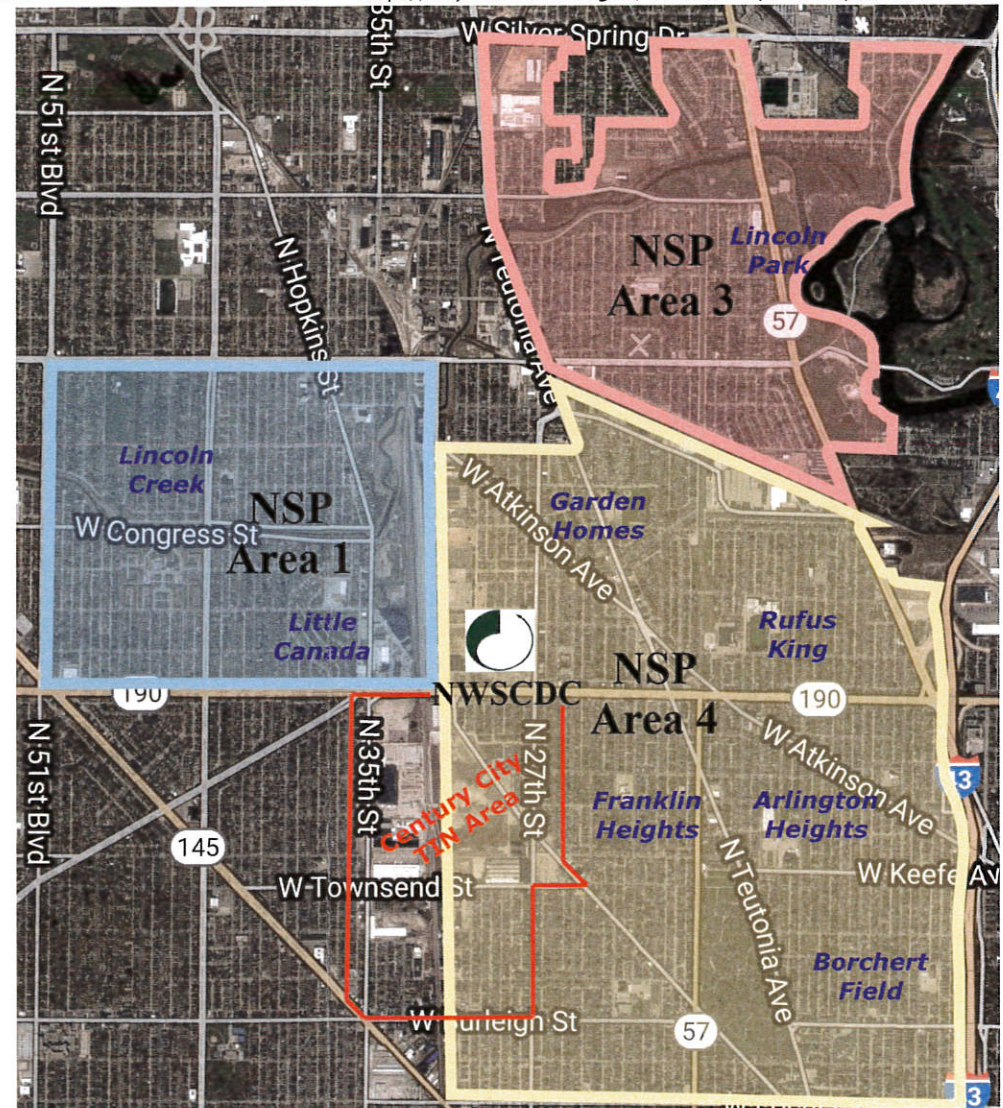 W Silver Spring Dr
35th St
N 51st Blvd
N Hopkins St
N Teutonia Ave
NSP
Area 3
Lincoln
Park
57
Lincoln
Creek
NSP
Area 1
W Congress St
Little
Canada
W Atkinson Ave
Garden
Homes
Rufus
King
NSP
Area 4
NWSCDC
190
190
N 51st Blvd
N 35th St
N 27th St
Century City
TIN Area
Franklin
Heights
Arlington
Heights
W Atkinson Ave
43
145
W Townsend St
N Teutonia Ave
W Keefe Av
Borchert
Field
W Burleigh St
57
43